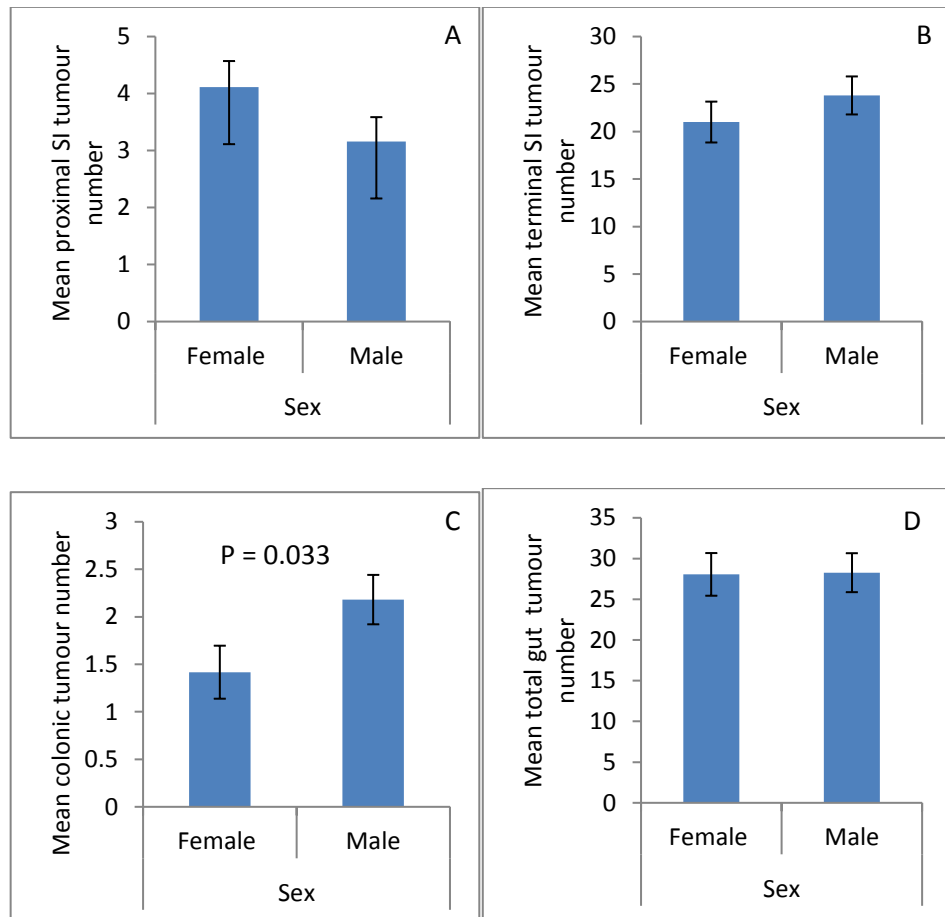 A
Mean proximal SI tumour
number
5
4
3
2
1
0
Female Male
Sex
B
Mean terminal SI tumour
number
30
25
20
15
10
5
0
Female Male
Sex
C
Mean colonic tumour number
3
2.5
2
1.5
1
0.5
0
P = 0.033
Female Male
Sex
D
Mean total gut tumour
number
35
30
25
20
15
10
5
0
Female Male
Sex